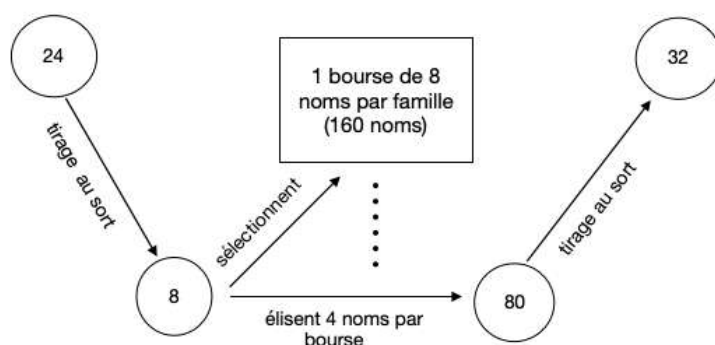 24
tirage au sort
8
sélectionnent
1 bourse de 8
noms par famille
(160 noms)
élisent 4 noms par
bourse
80
tirage au sort
32